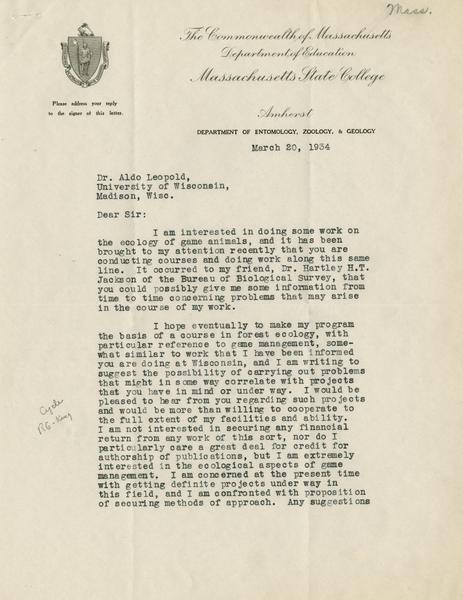 Mass.
The Commonwealth of Massachusetts
Department of Education
Massachusetts State College
Please address your reply
to the signer of this letter.
Amherst
DEPARTMENT OF ENTOMOLOGY, ZOOLOGY, & GEOLOGY
March 20, 1934
Dr. Aldo Leopold,
University of Wisconsin,
Madison, Wisc.
Dear Sir:
I am interested in doing some work on
the ecology of game animals, and it has been
brought to my attention recently that you are
conducting courses and doing work along this same
line. It occurred to my friend, Dr. Hartley H.T.
Jackson of the Bureau of Biological Survey, that
you could possibly give me some information from
time to time concerning problems that may arise
in the course of my work.
I hope eventually to make my program
the basis of a course in forest ecology, with
particular reference to game management, some-
what similar to work that I have been informed
you are doing at Wisconsin, and I am writing to
suggest the possibility of carrying out problems
that might in some way correlate with projects
that you have in mind or under way. I would be
pleased to hear from you regarding such projects
and would be more than willing to cooperate to
the full extent of my facilities and ability.
I am not interested in securing any financial
return from any work of this sort, nor do I
particularly care a great deal for credit for
authorship of publications, but I am extremely
interested in the ecological aspects of game
management. I am concerned at the present time
with getting definite projects under way in
this field, and I am confronted with proposition
of securing methods of approach. Any suggestions
Cycle